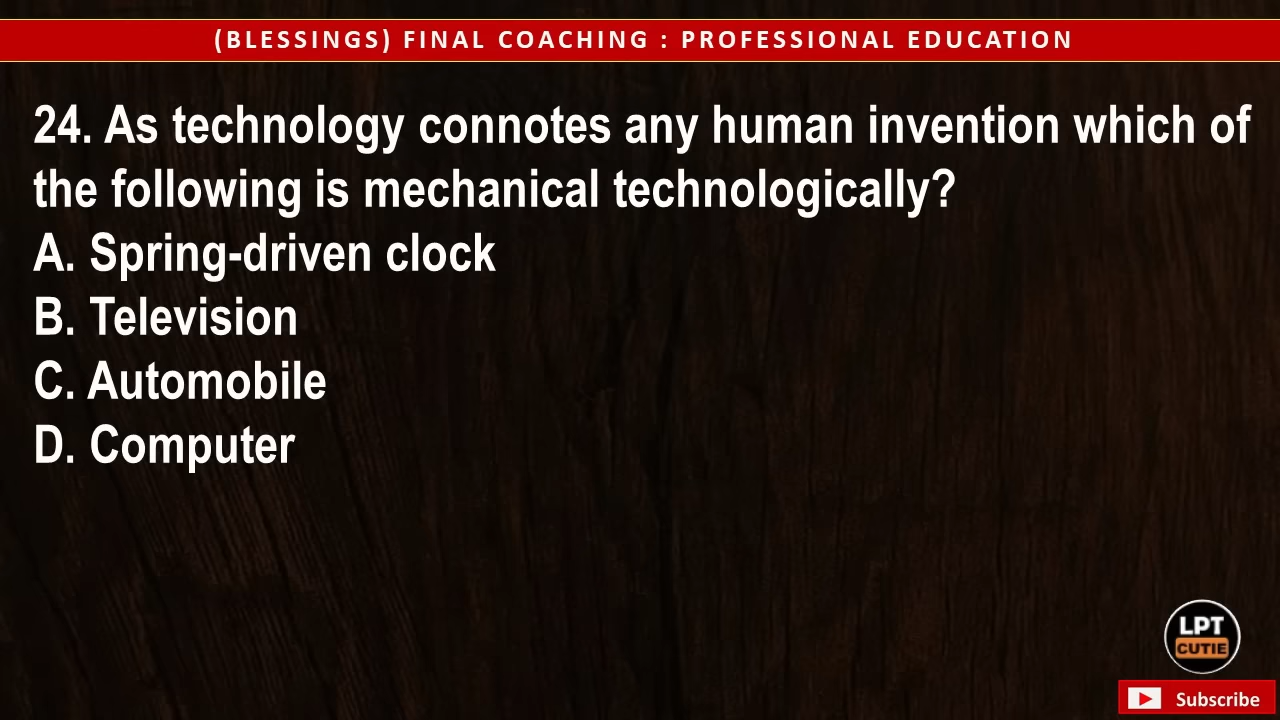 (BLESSINGS) FINAL COACHING : PROFESSIONAL EDUCATION
24. As technology connotes any human invention which of
the following is mechanical technologically?
A. Spring-driven clock
B. Television
C. Automobile
D. Computer
LPT
CUTIE
Subscribe